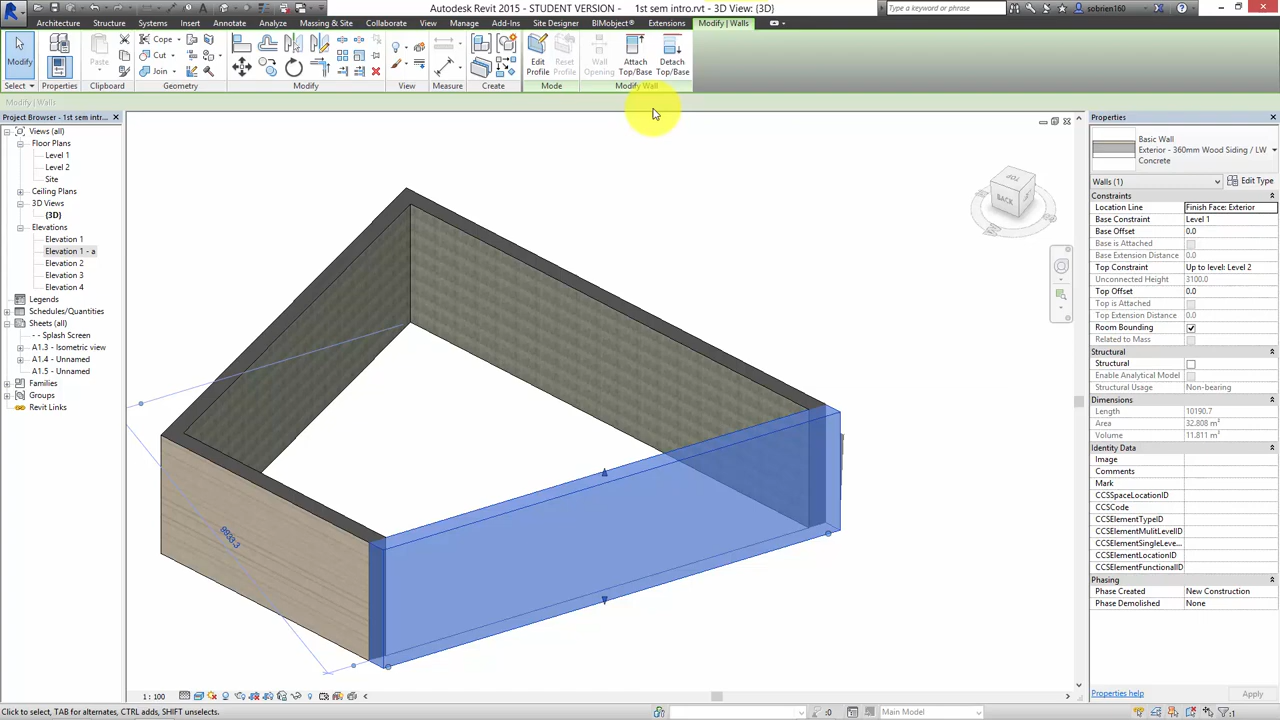 Autodesk Revit 2015 - STUDENT VERSION - 1st sem intro.rvt - 3D View: {3D}
Type a keyword or phrase
sobrien160
Architecture Structure Systems Insert Annotate Analyze Massing & Site Collaborate View Manage Add-Ins Site Designer BIMobject® Extensions Modify | Walls
Modify
Paste
Cope
Cut
Join
Edit Profile
Reset Profile
Wall Opening
Attach Top/Base
Detach Top/Base
Select Properties Clipboard Geometry Modify View Measure Create Mode Modify Wall
Modify | Walls
Project Browser - 1st sem intro...
Views (all)
Floor Plans
Level 1
Level 2
Site
Ceiling Plans
3D Views
{3D}
Elevations
Elevation 1
Elevation 1 - a
Elevation 2
Elevation 3
Elevation 4
Legends
Schedules/Quantities
Sheets (all)
- - Splash Screen
A1.3 - Isometric view
A1.4 - Unnamed
A1.5 - Unnamed
Families
Groups
Revit Links
TOP
BACK
Properties
Basic Wall
Exterior - 360mm Wood Siding / LW
Concrete
Walls (1)
Edit Type
Constraints
Location Line Finish Face: Exterior
Base Constraint Level 1
Base Offset 0.0
Base is Attached
Base Extension Distance 0.0
Top Constraint Up to level: Level 2
Unconnected Height 3100.0
Top Offset 0.0
Top is Attached
Top Extension Distance 0.0
Room Bounding
Related to Mass
Structural
Structural
Enable Analytical Model
Structural Usage Non-bearing
Dimensions
Length 10190.7
Area 32.808 m²
Volume 11.811 m³
Identity Data
Image
Comments
Mark
CCSSpaceLocationID
CCSCode
CCSElementTypeID
CCSElementMulitLevelID
CCSElementSingleLeve...
CCSElementLocationID
CCSElementFunctionalID
Phasing
Phase Created New Construction
Phase Demolished None
Properties help
Apply
1 : 100
Click to select, TAB for alternates, CTRL adds, SHIFT unselects.
:0
Main Model
:1